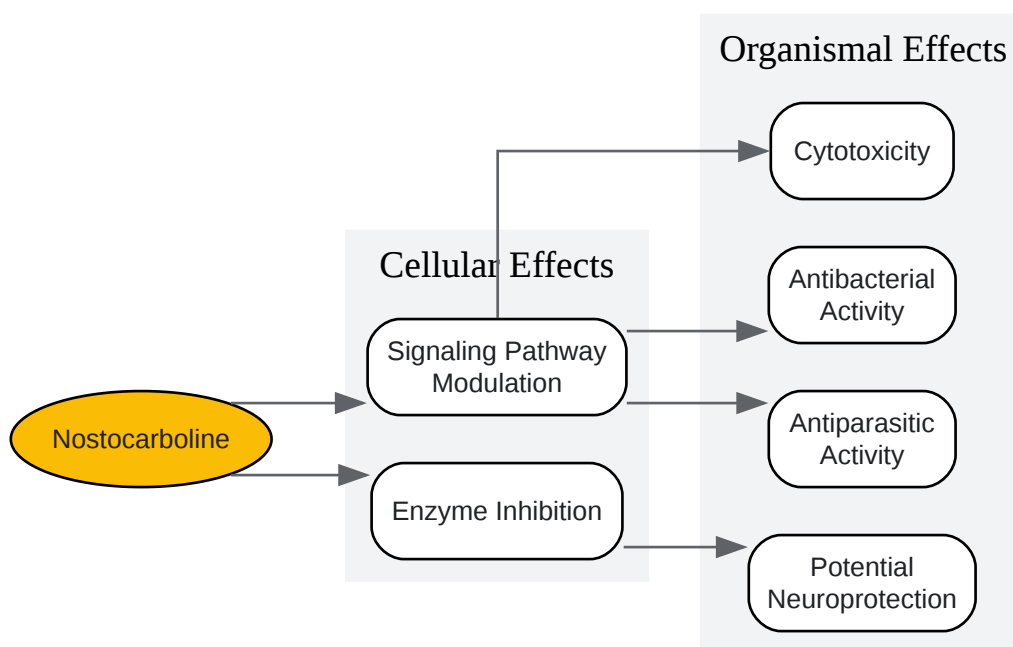 Organismal Effects
Cytotoxicity
Cellular Effects
Antibacterial
Activity
Signaling Pathway
Modulation
Nostocarboline
Antiparasitic
Activity
Enzyme Inhibition
Potential
Neuroprotection